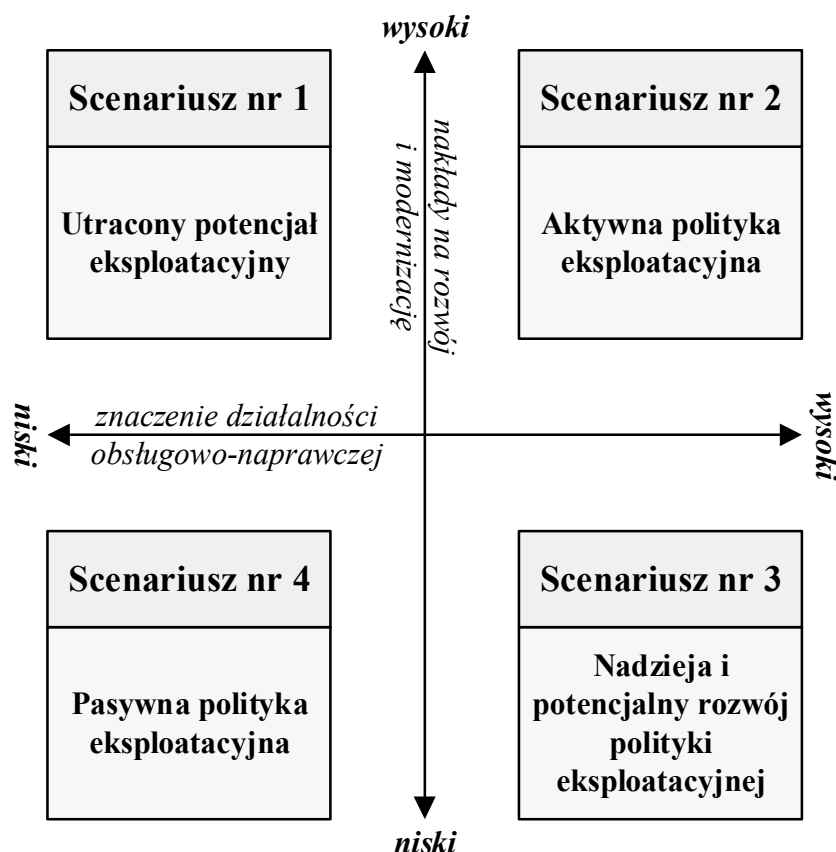 wysoki
Scenariusz nr 1
Utracony potencjał
eksploatacyjny
nakłady na rozwój
i modernizację
Scenariusz nr 2
Aktywna polityka
eksploatacyjna
niski
znaczenie działalności
obsługowo-naprawczej
wysoki
Scenariusz nr 4
Pasywna polityka
eksploatacyjna
Scenariusz nr 3
Nadzieja i
potencjalny rozwój
polityki
eksploatacyjnej
niski